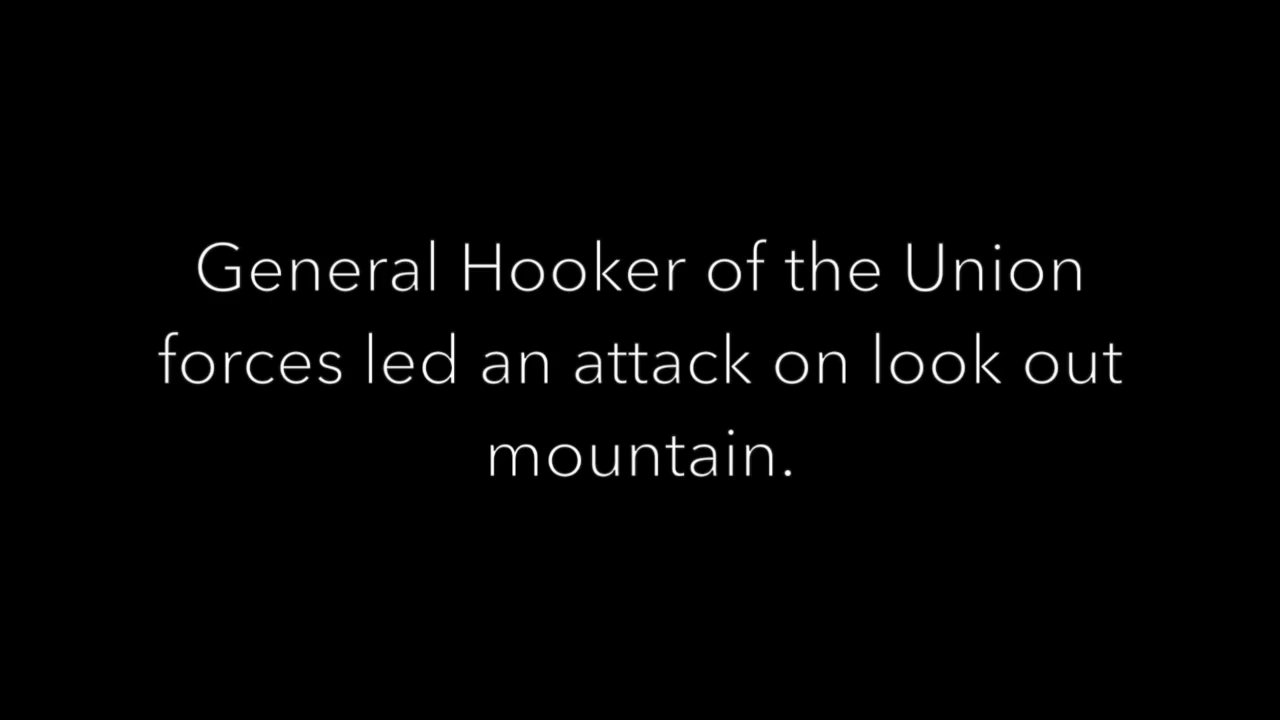 General Hooker of the Union
forces led an attack on look out
mountain.